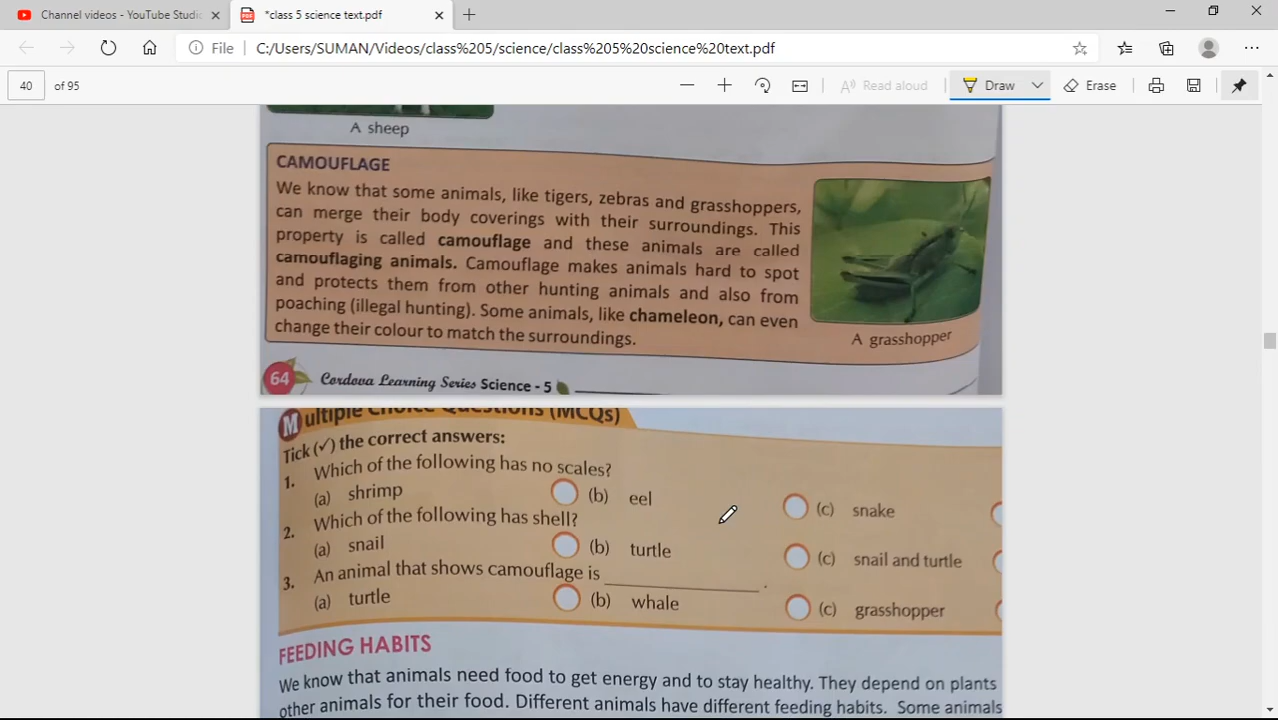 Channel videos - YouTube Studi
*class 5 science text.pdf
File
C:/Users/SUMAN/Videos/class%205/science/class%205%20science%20text.pdf
40 of 95
Read aloud
Draw
Erase
A sheep
CAMOUFLAGE
We know that some animals, like tigers, zebras and grasshoppers,
can merge their body coverings with their surroundings. This
property is called camouflage and these animals are called
camouflaging animals. Camouflage makes animals hard to spot
and protects them from other hunting animals and also from
poaching (illegal hunting). Some animals, like chameleon, can even
change their colour to match the surroundings.
A grasshopper
64 Cordova Learning Series Science - 5
Multiple Choice Questions (MCQs)
Tick (✓) the correct answers:
1. Which of the following has no scales?
(a) shrimp (b) eel (c) snake
2. Which of the following has shell?
(a) snail (b) turtle (c) snail and turtle
3. An animal that shows camouflage is ____________.
(a) turtle (b) whale (c) grasshopper
FEEDING HABITS
We know that animals need food to get energy and to stay healthy. They depend on plants
other animals for their food. Different animals have different feeding habits. Some animals